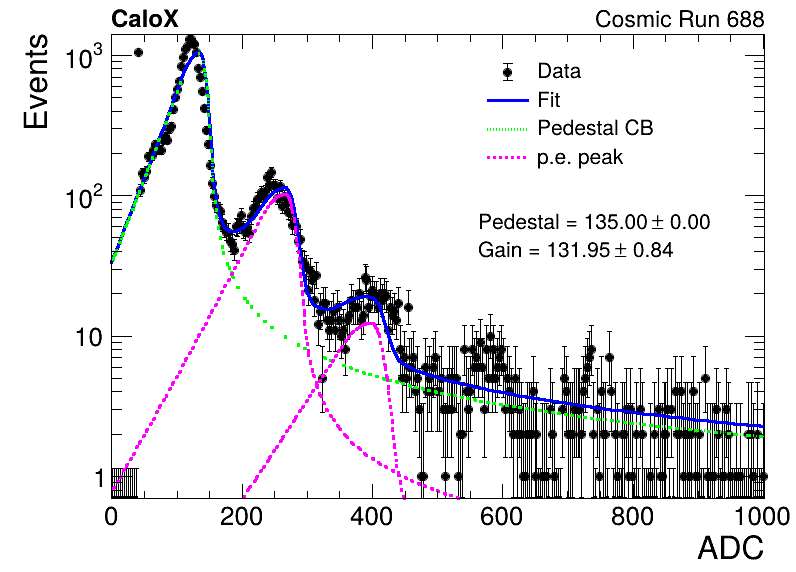 CaloX Cosmic Run 688
Events
Data
Fit
Pedestal CB
p.e. peak
Pedestal = 135.00 ± 0.00
Gain = 131.95 ± 0.84
10³
10²
10
1
0 200 400 600 800 1000
ADC